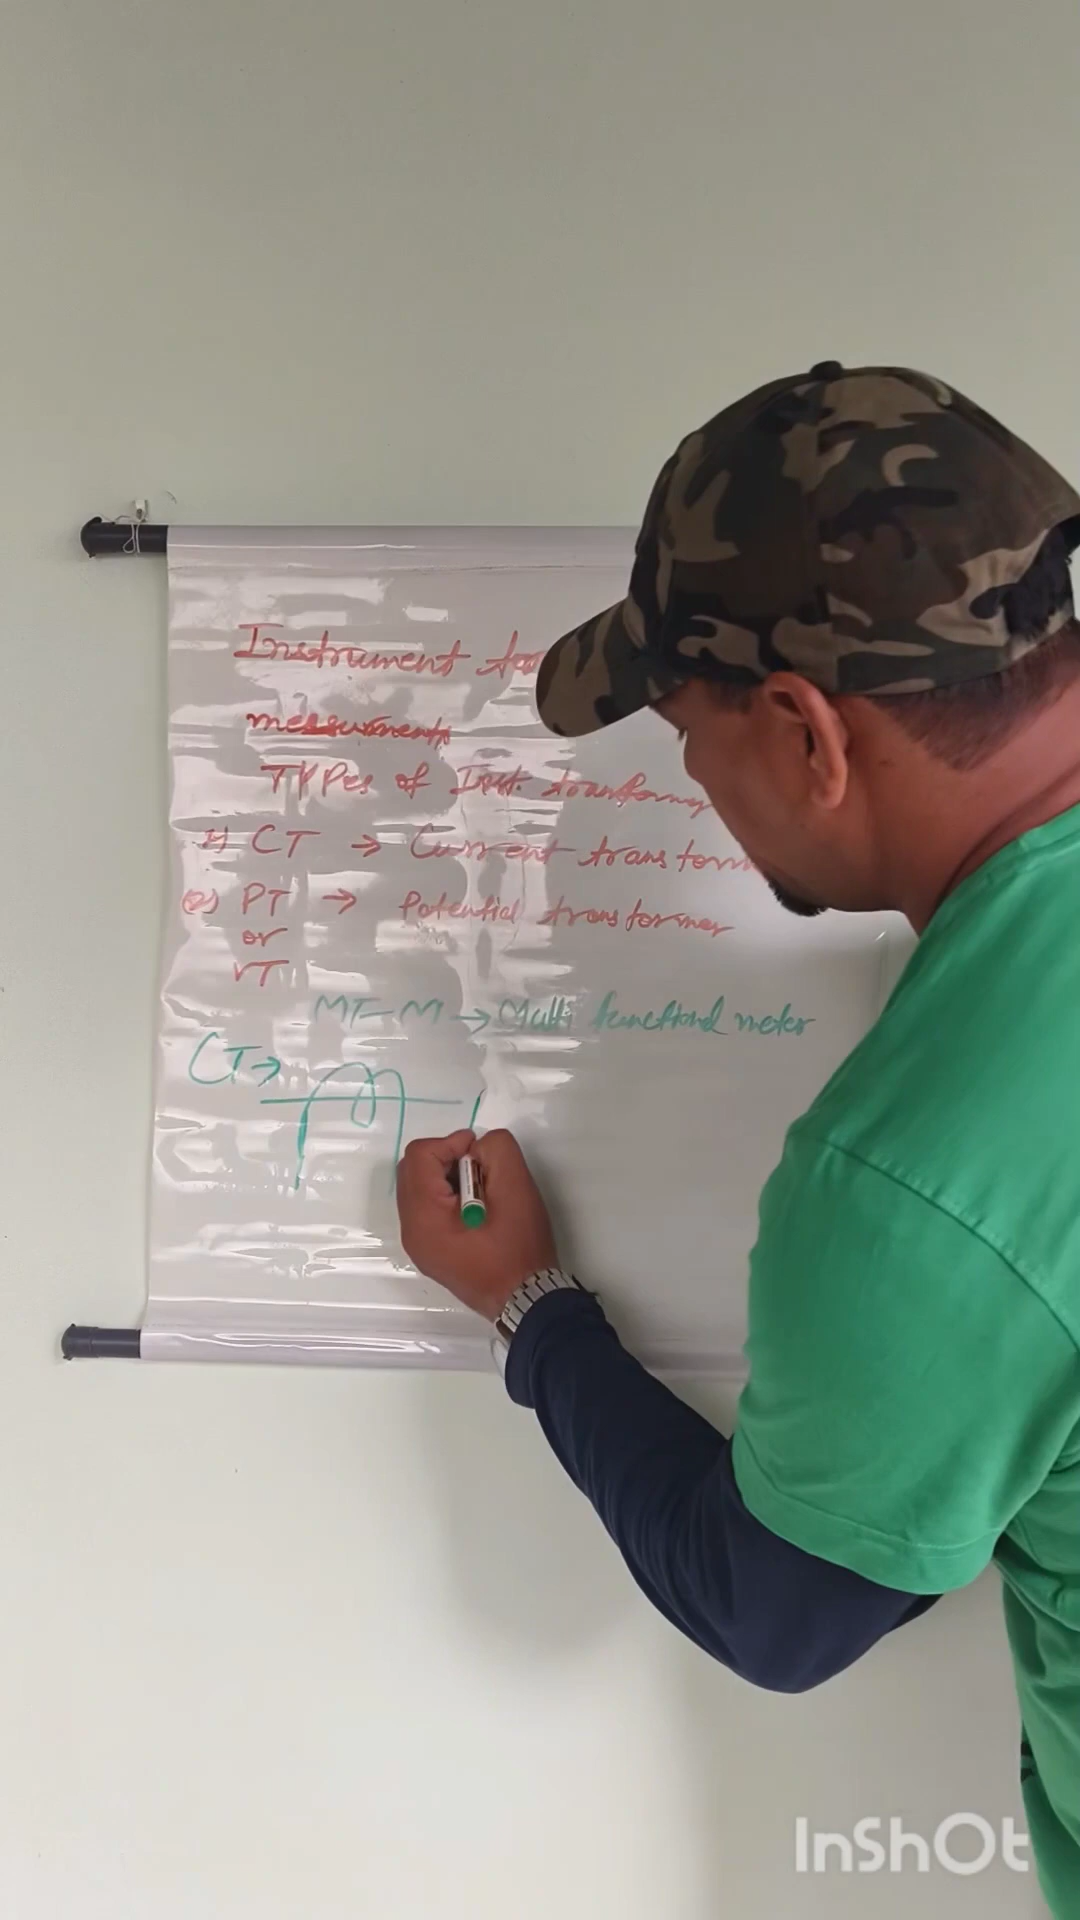 Instrument
messurments
TYPes of Inst. transformer
1) CT → Current transform
(2) PT → Potential transformer
or
VT
MF-M → Multi functional meter
CT→
InShOt